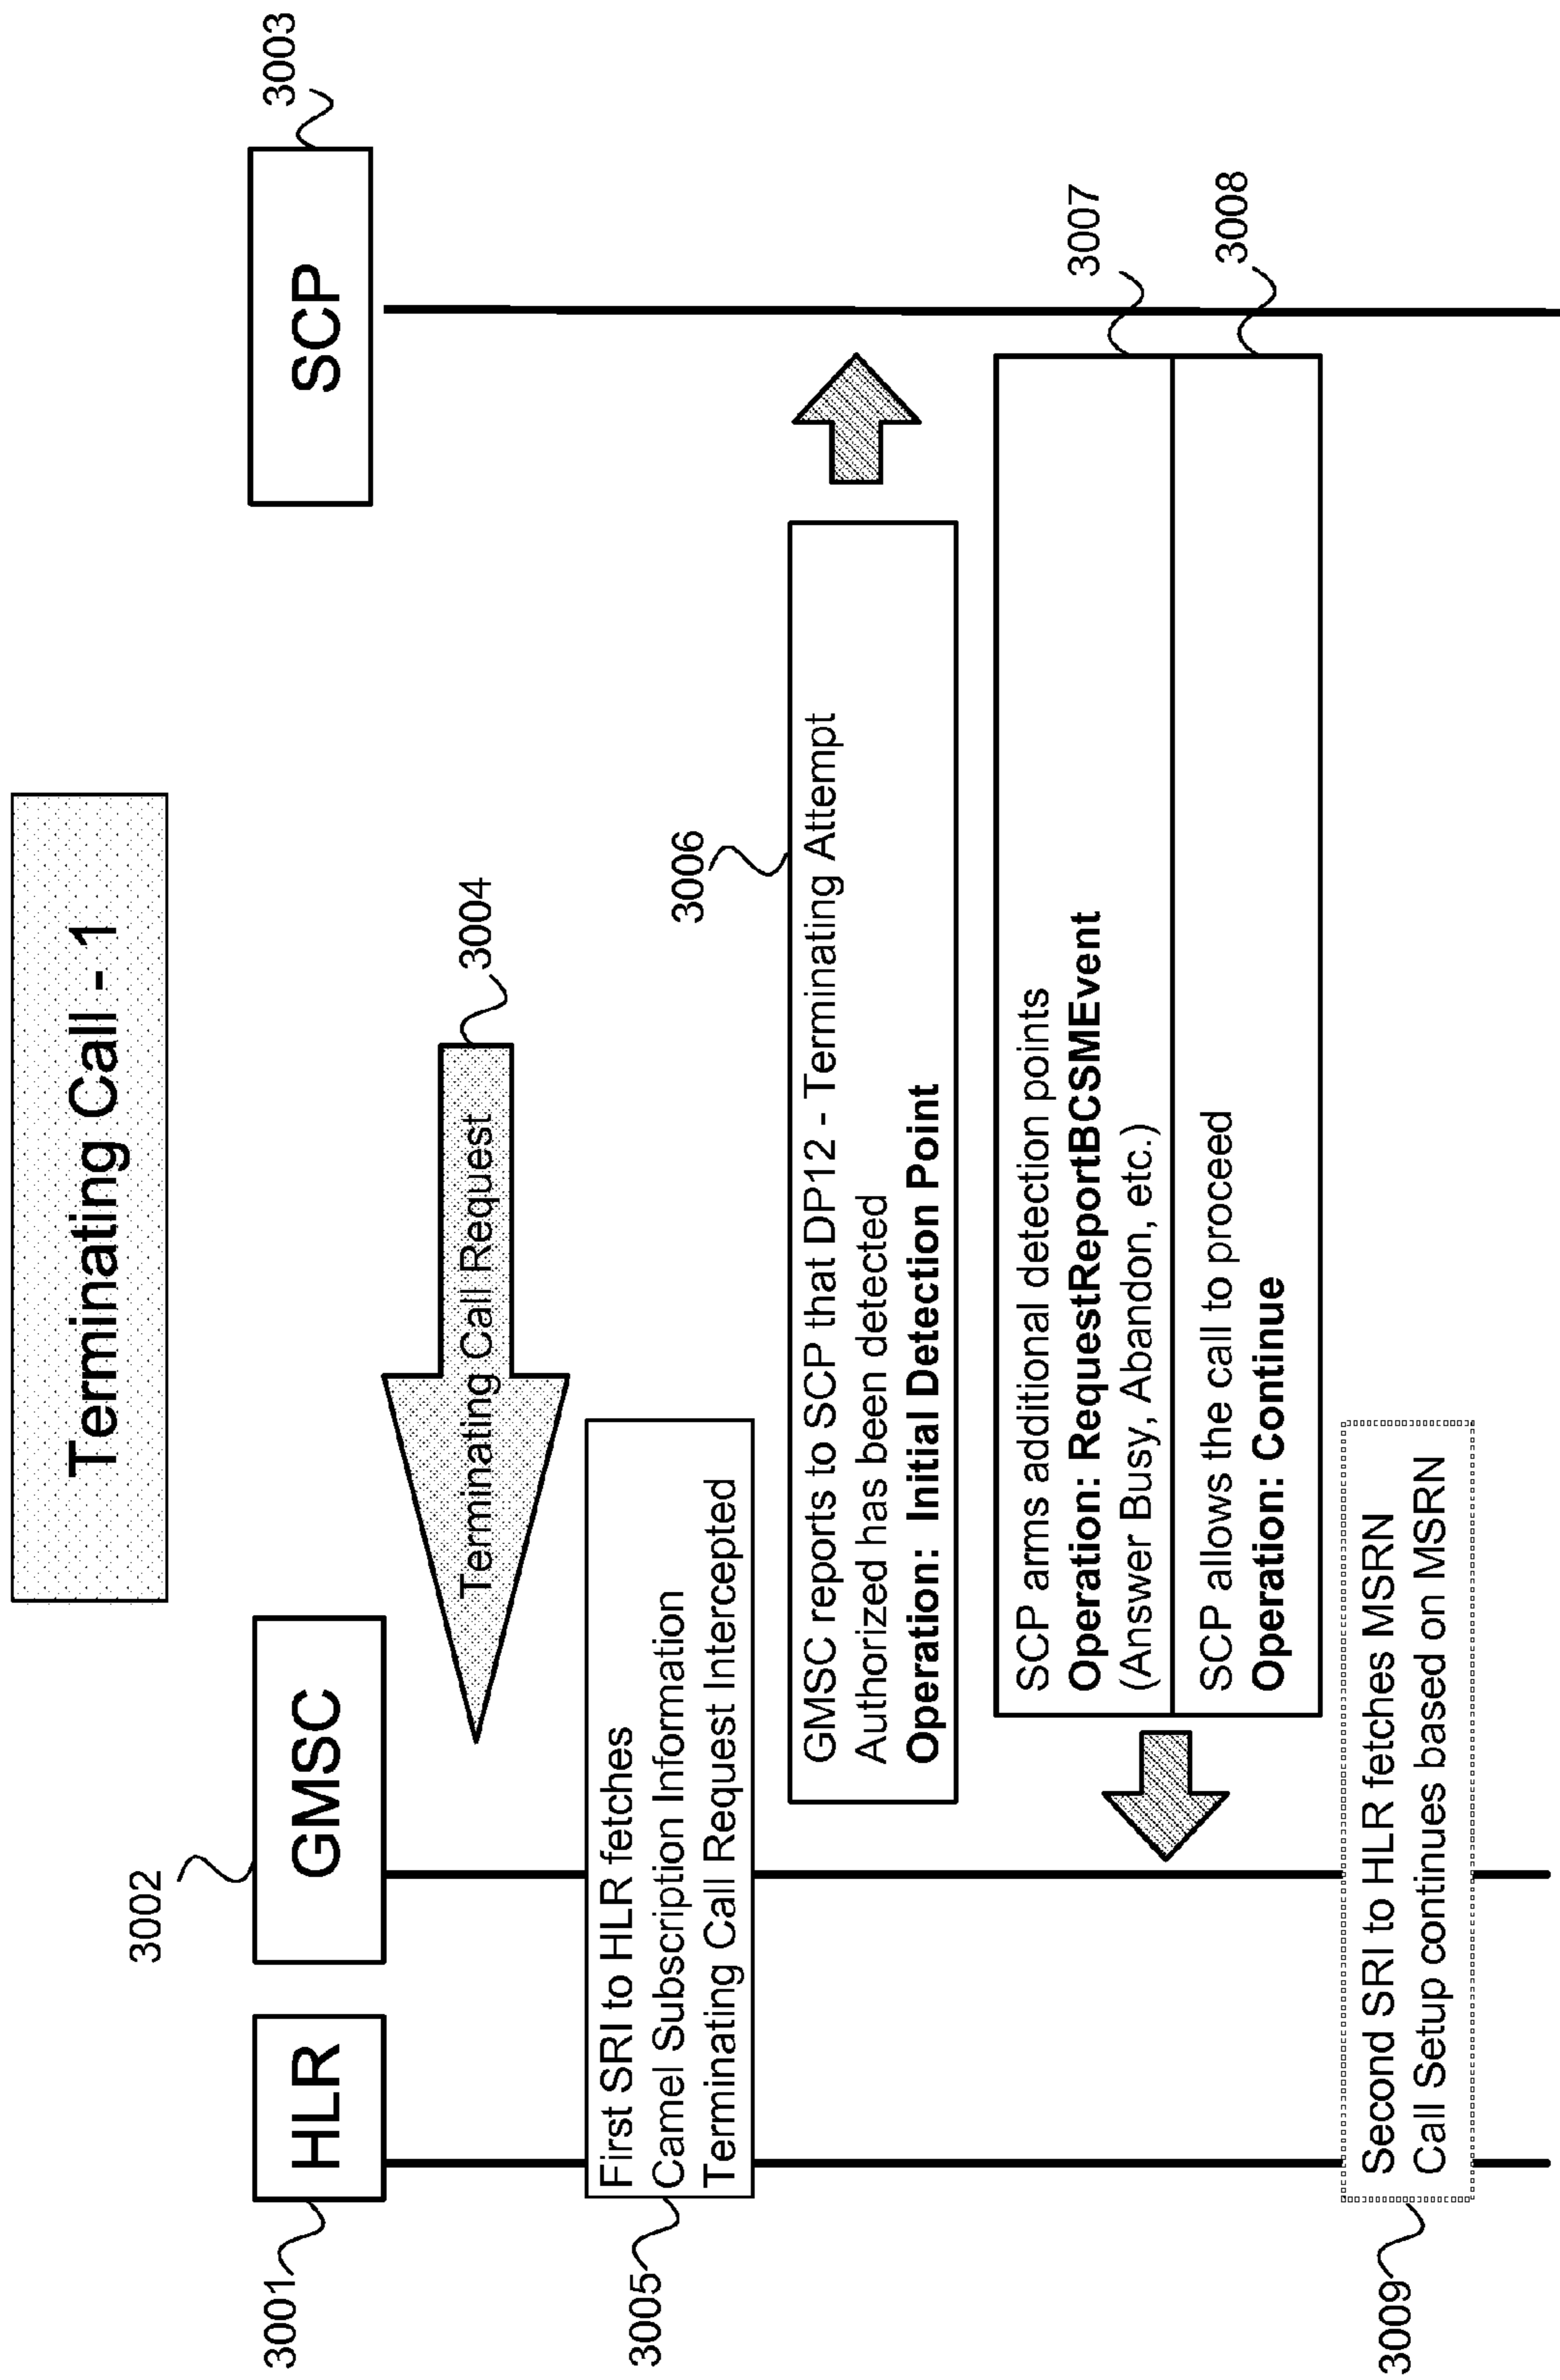 Terminating Call - 1
3001
HLR
3002
GMSC
SCP
3003
Terminating Call Request
3004
3005
First SRI to HLR fetches
Camel Subscription Information
Terminating Call Request Intercepted
3006
GMSC reports to SCP that DP12 - Terminating Attempt
Authorized has been detected
Operation: Initial Detection Point
SCP arms additional detection points
Operation: RequestReportBCSMEvent
(Answer Busy, Abandon, etc.)
3007
SCP allows the call to proceed
Operation: Continue
3008
3009
Second SRI to HLR fetches MSRN
Call Setup continues based on MSRN